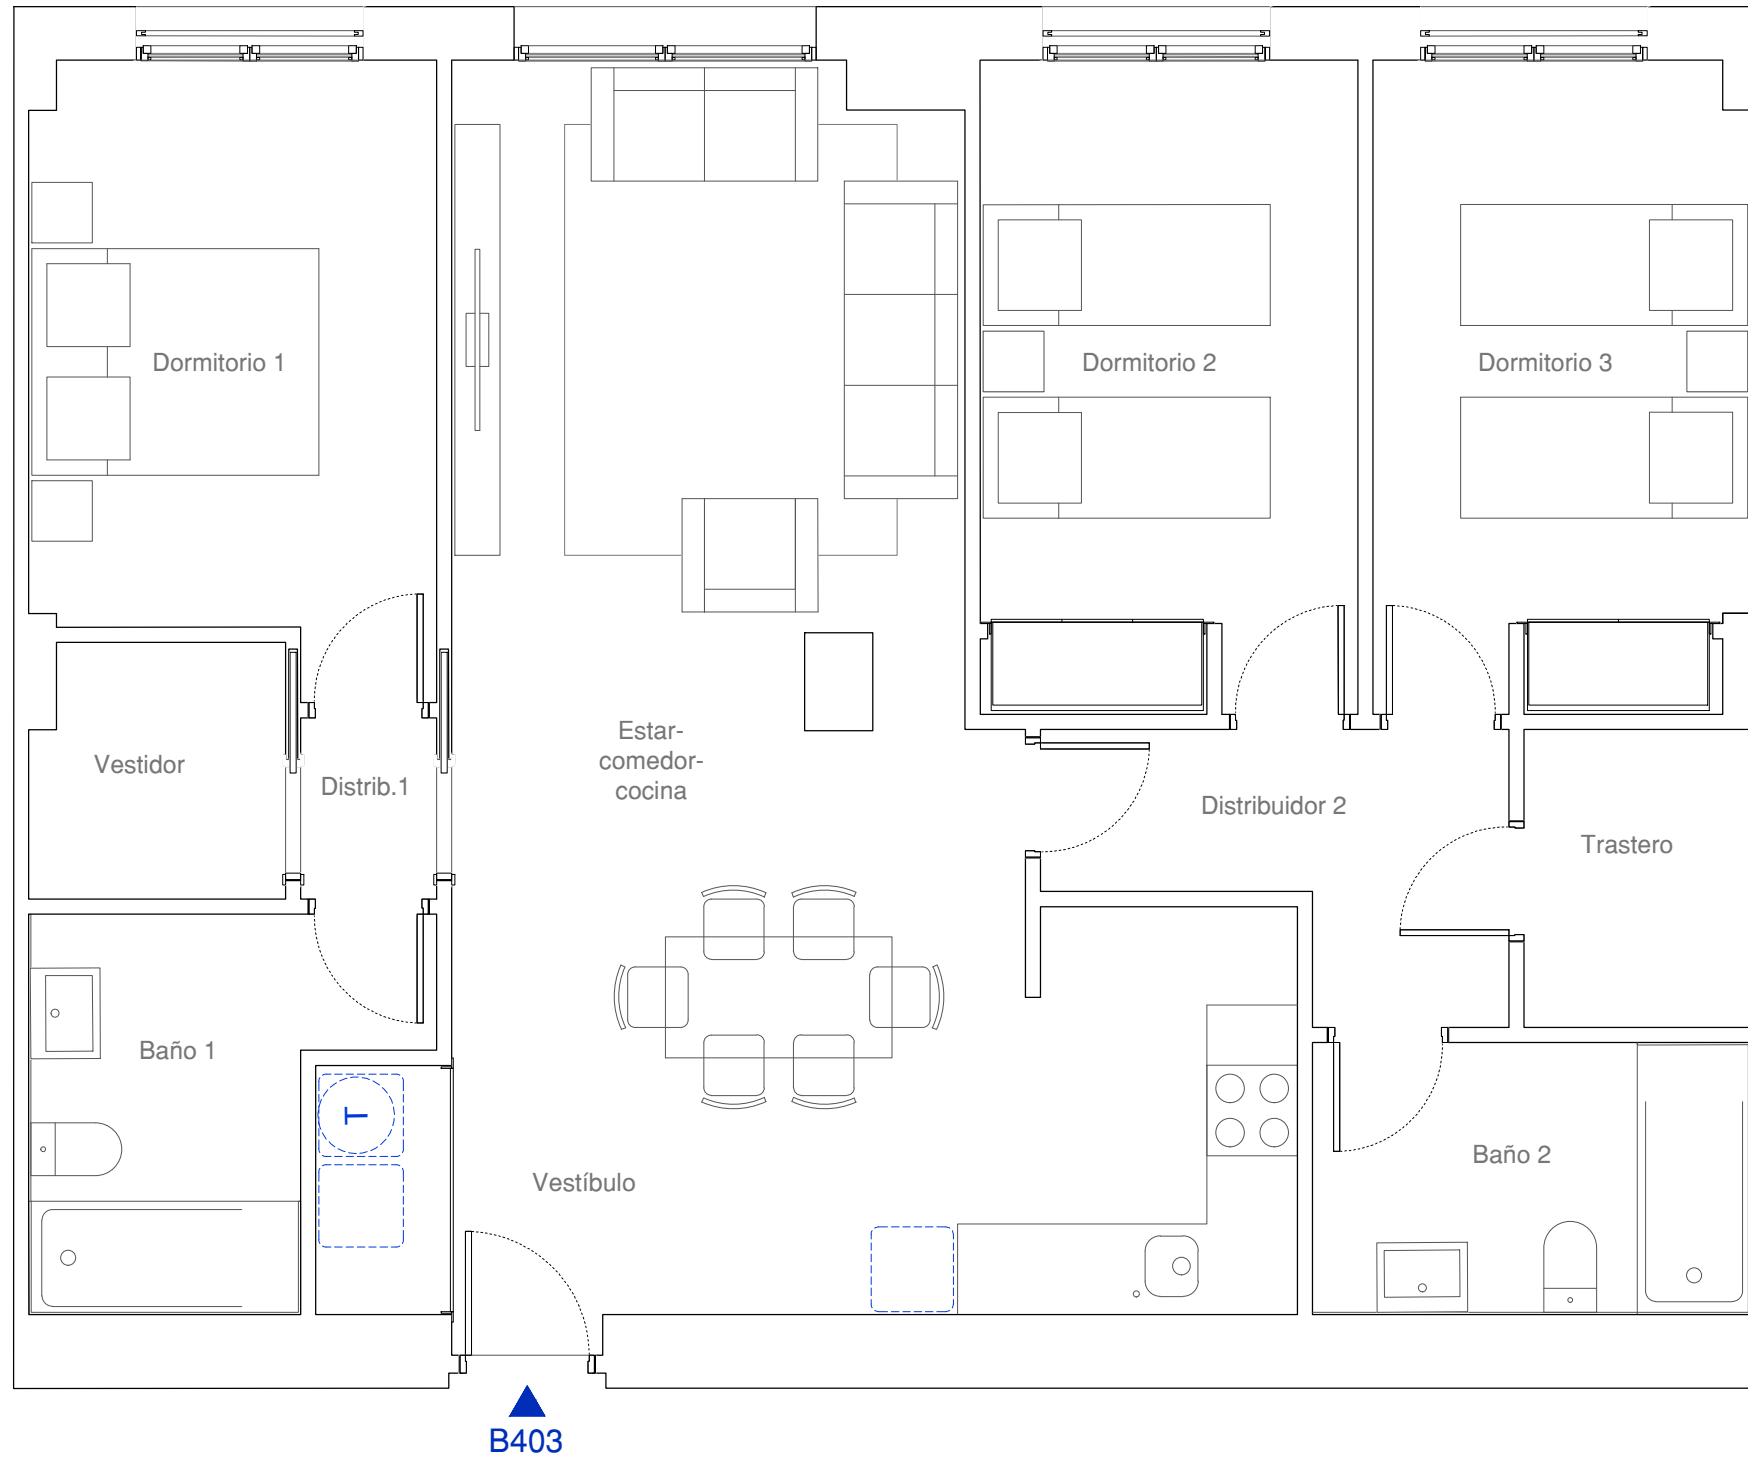 Dormitorio 1
Dormitorio 2
Dormitorio 3
Estar-
comedor-
cocina
Vestidor
Distrib.1
Distribuidor 2
Trastero
Baño 1
T
Vestíbulo
Baño 2
B403